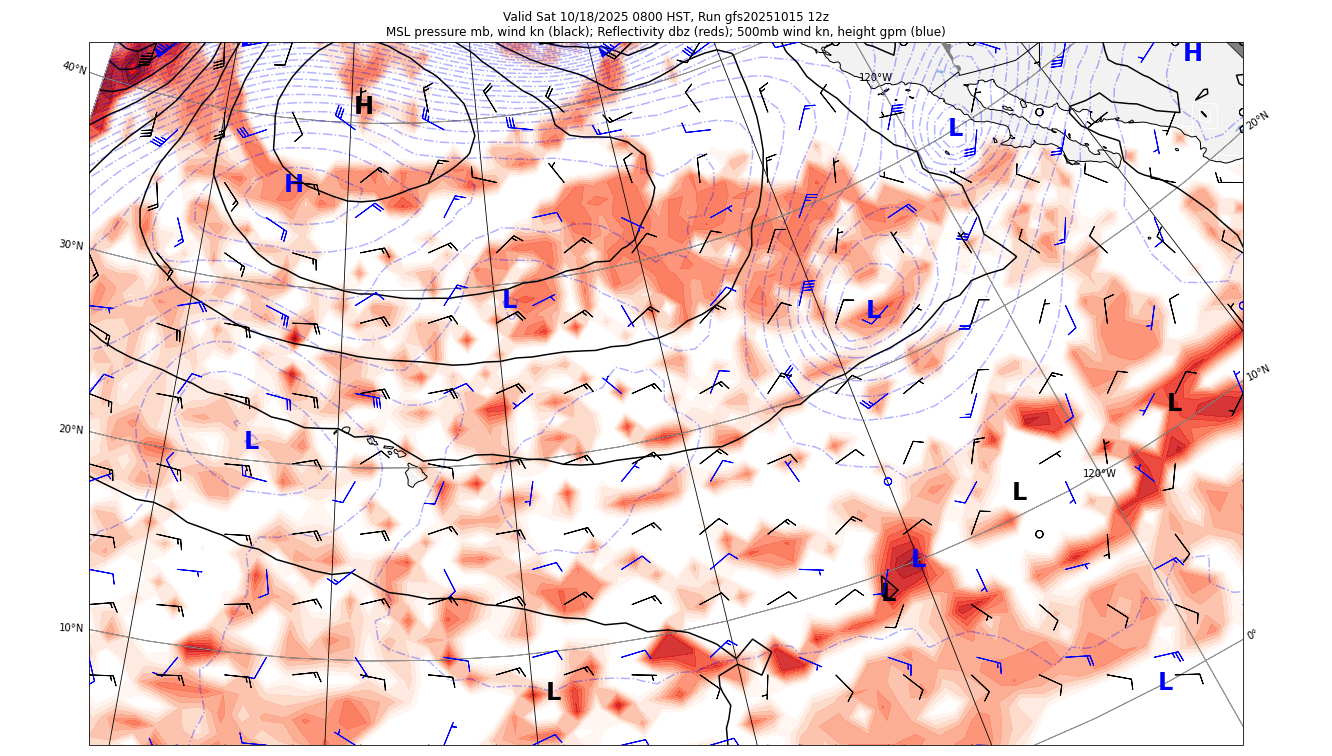 Valid Sat 10/18/2025 0800 HST, Run gfs20251015 12z
MSL pressure mb, wind kn (black); Reflectivity dbz (reds); 500mb wind kn, height gpm (blue)
H
40°N
120°W
H
L
20°N
H
30°N
L
L
10°N
L
20°N
L
120°W
L
L
L
10°N
0°
L
L